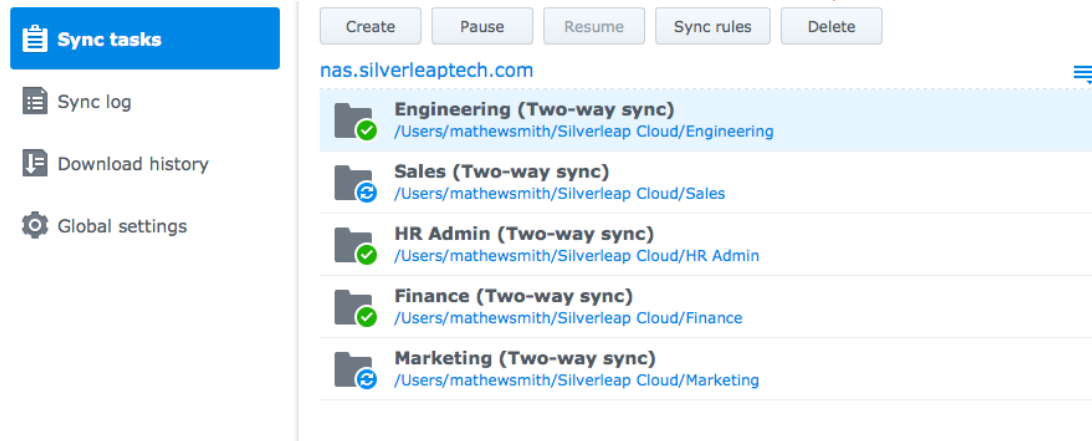 Sync tasks
Sync log
Download history
Global settings
Create Pause Resume Sync rules Delete
nas.silverleaptech.com
Engineering (Two-way sync)
/Users/mathewsmith/Silverleap Cloud/Engineering
Sales (Two-way sync)
/Users/mathewsmith/Silverleap Cloud/Sales
HR Admin (Two-way sync)
/Users/mathewsmith/Silverleap Cloud/HR Admin
Finance (Two-way sync)
/Users/mathewsmith/Silverleap Cloud/Finance
Marketing (Two-way sync)
/Users/mathewsmith/Silverleap Cloud/Marketing